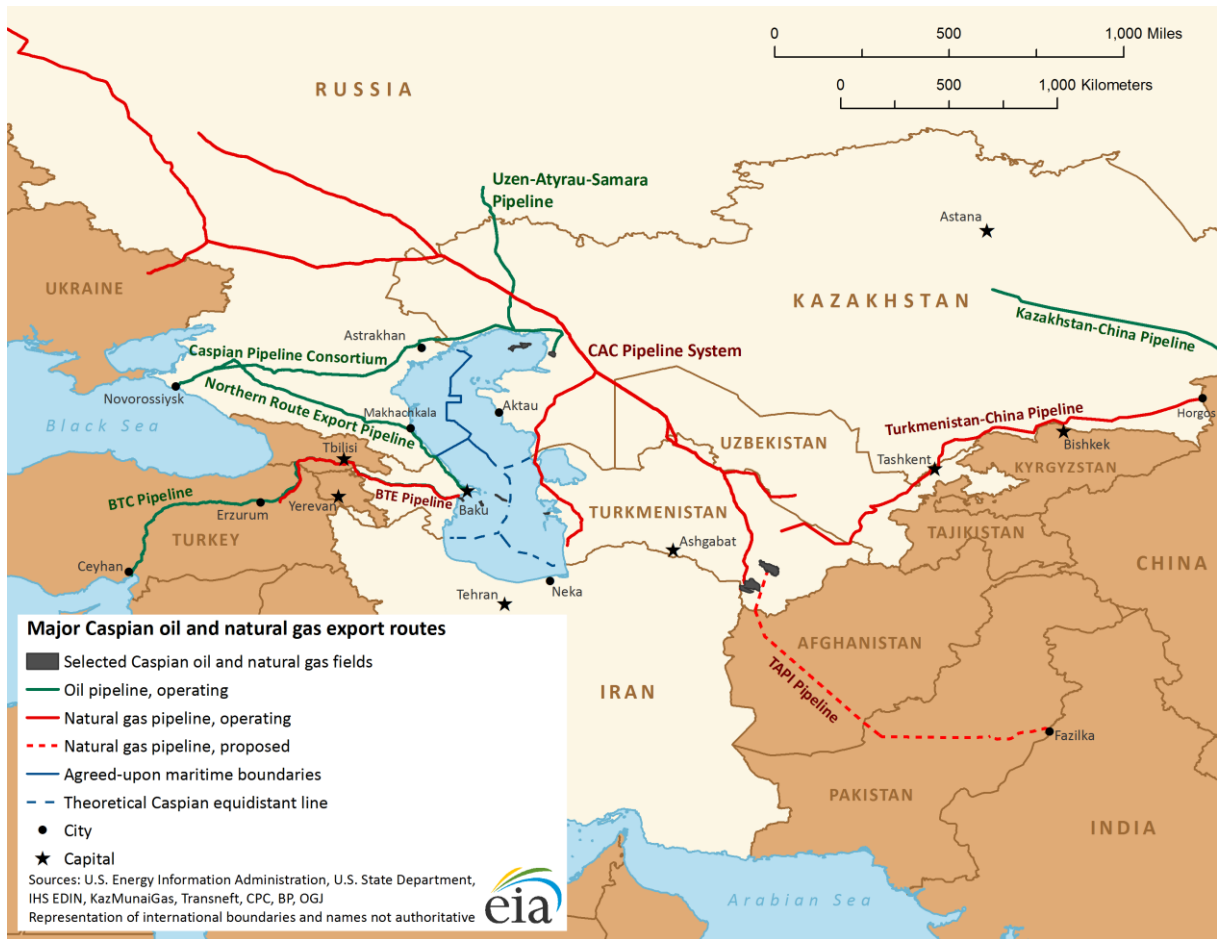 0 500 1,000 Miles
RUSSIA
0 500 1,000 Kilometers
Uzen-Atyrau-Samara
Pipeline
Astana
UKRAINE
KAZAKHSTAN
Kazakhstan-China Pipeline
Astrakhan
Caspian Pipeline Consortium
CAC Pipeline System
Novorossiysk
Northern Route Export Pipeline
Makhachkala
Aktau
Turkmenistan-China Pipeline
Horgos
Black Sea
Bishkek
UZBEKISTAN
Tbilisi
Tashkent
KYRGYZSTAN
BTC Pipeline
BTE Pipeline
Baku
Erzurum
Yerevan
TURKMENISTAN
TAJIKISTAN
TURKEY
Ashgabat
CHINA
Ceyhan
Neka
Tehran
Major Caspian oil and natural gas export routes
Selected Caspian oil and natural gas fields
Oil pipeline, operating
Natural gas pipeline, operating
Natural gas pipeline, proposed
Agreed-upon maritime boundaries
Theoretical Caspian equidistant line
City
Capital
Sources: U.S. Energy Information Administration, U.S. State Department,
IHS EDIN, KazMunaiGas, Transneft, CPC, BP, OGJ
Representation of international boundaries and names not authoritative
eia
AFGHANISTAN
TAPI Pipeline
IRAN
Fazilka
PAKISTAN
INDIA
Arabian Sea